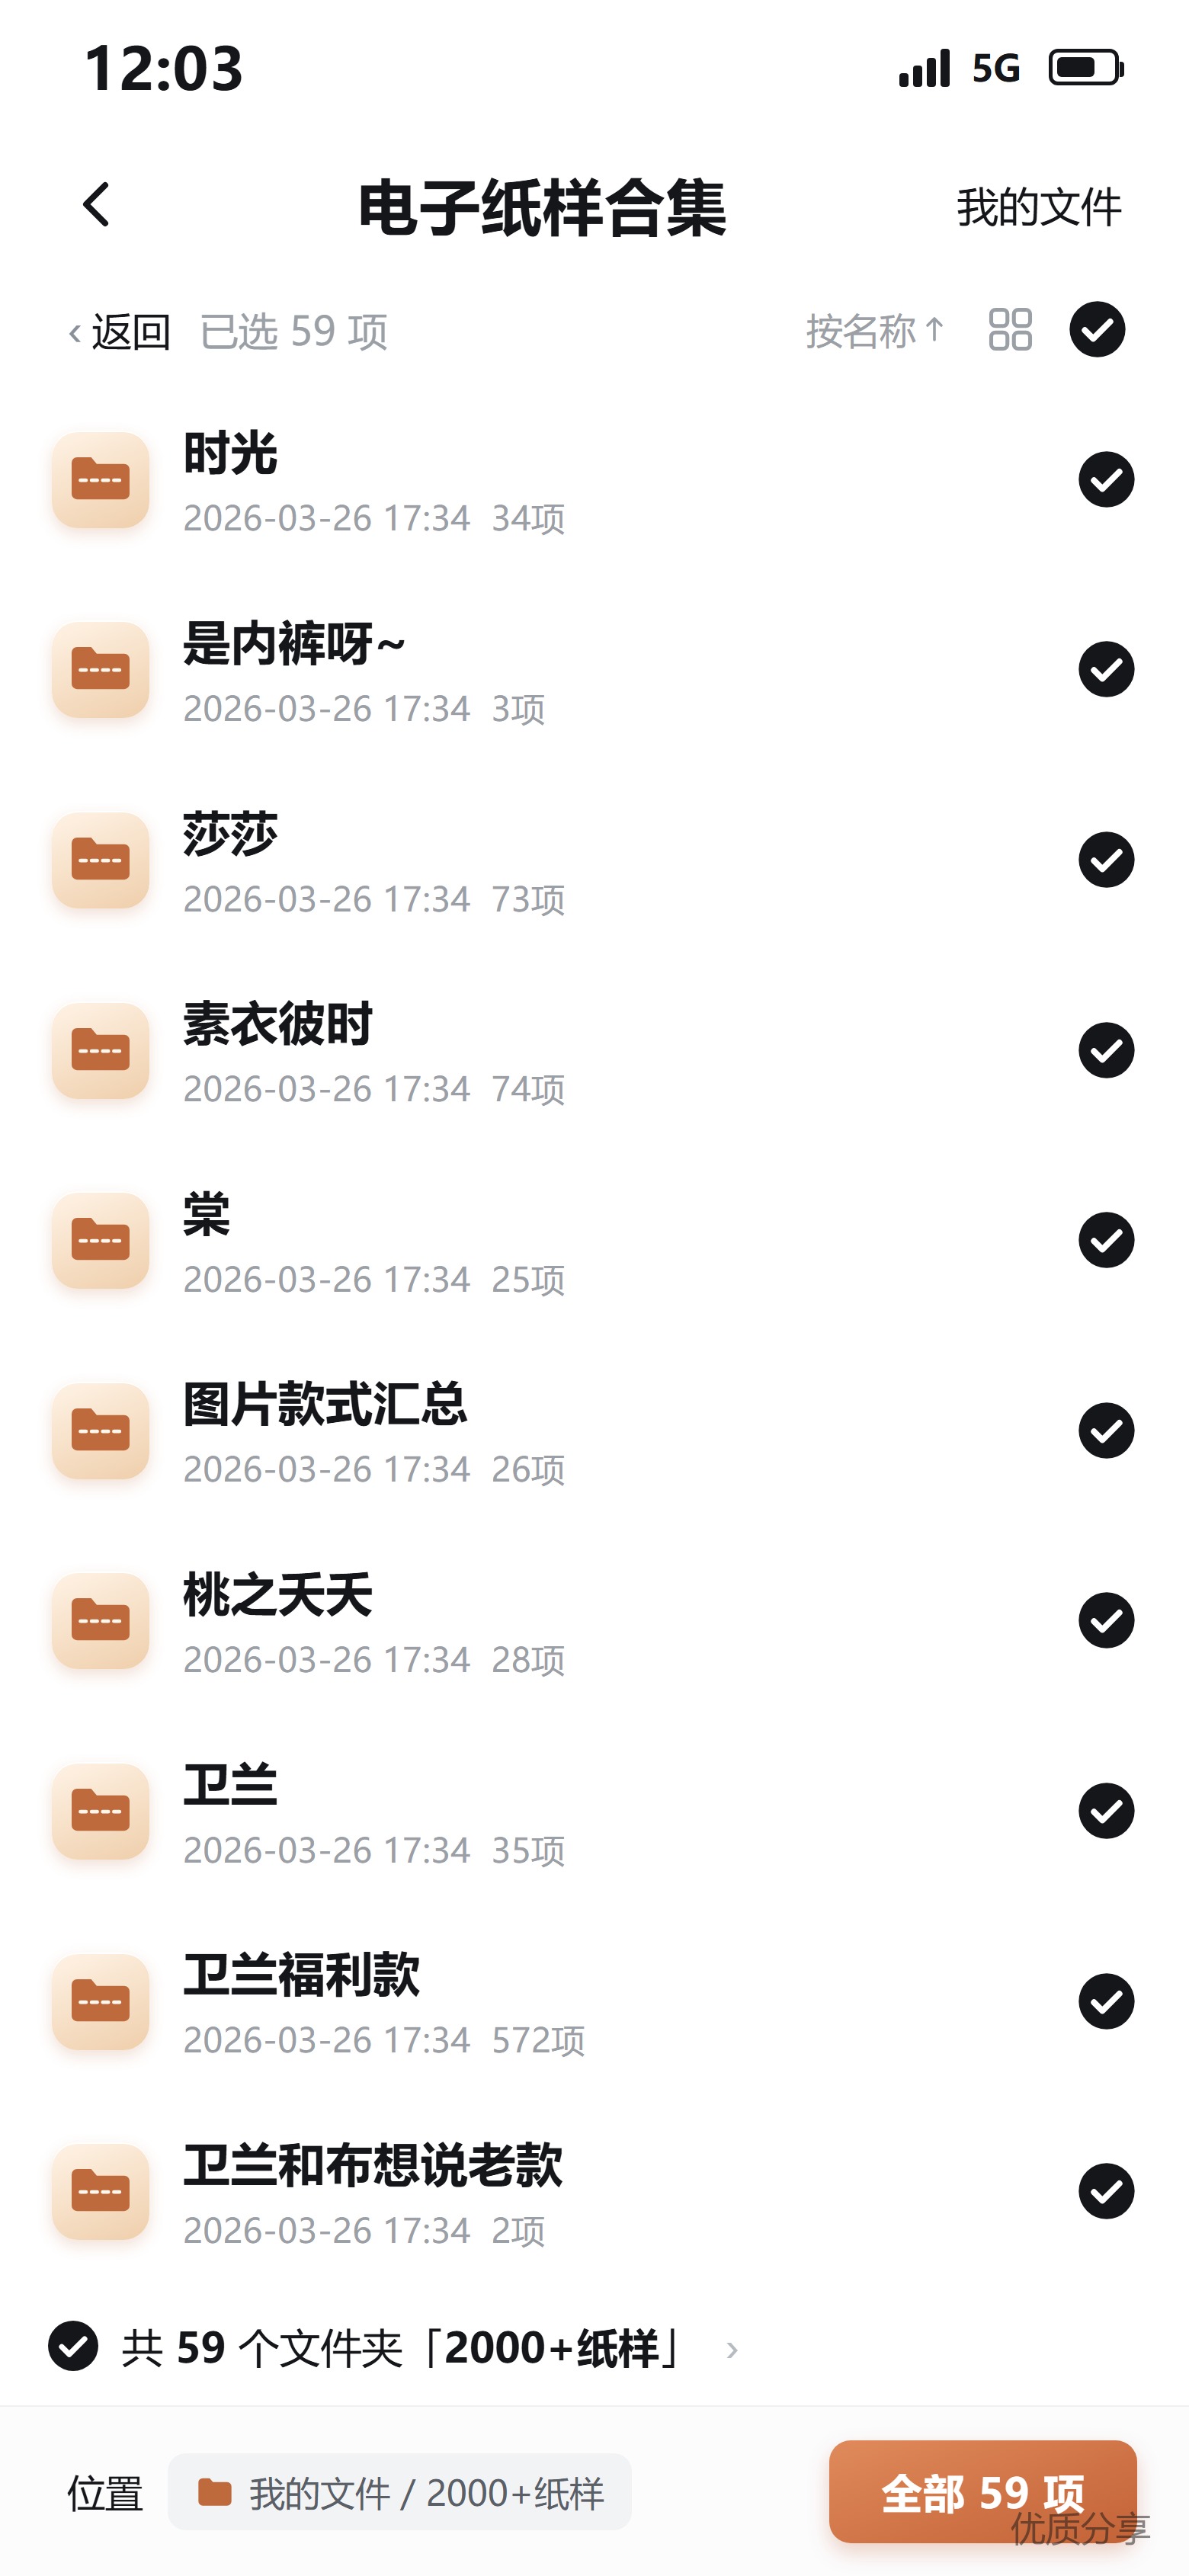 12:03
5G
电子纸样合集
我的文件
‹ 返回 已选 59 项
按名称↑
时光
2026-03-26 17:34 34项
是内裤呀~
2026-03-26 17:34 3项
莎莎
2026-03-26 17:34 73项
素衣彼时
2026-03-26 17:34 74项
棠
2026-03-26 17:34 25项
图片款式汇总
2026-03-26 17:34 26项
桃之夭夭
2026-03-26 17:34 28项
卫兰
2026-03-26 17:34 35项
卫兰福利款
2026-03-26 17:34 572项
卫兰和布想说老款
2026-03-26 17:34 2项
共 59 个文件夹「2000+纸样」 ›
位置 我的文件 / 2000+纸样
全部 59 项
优质分享